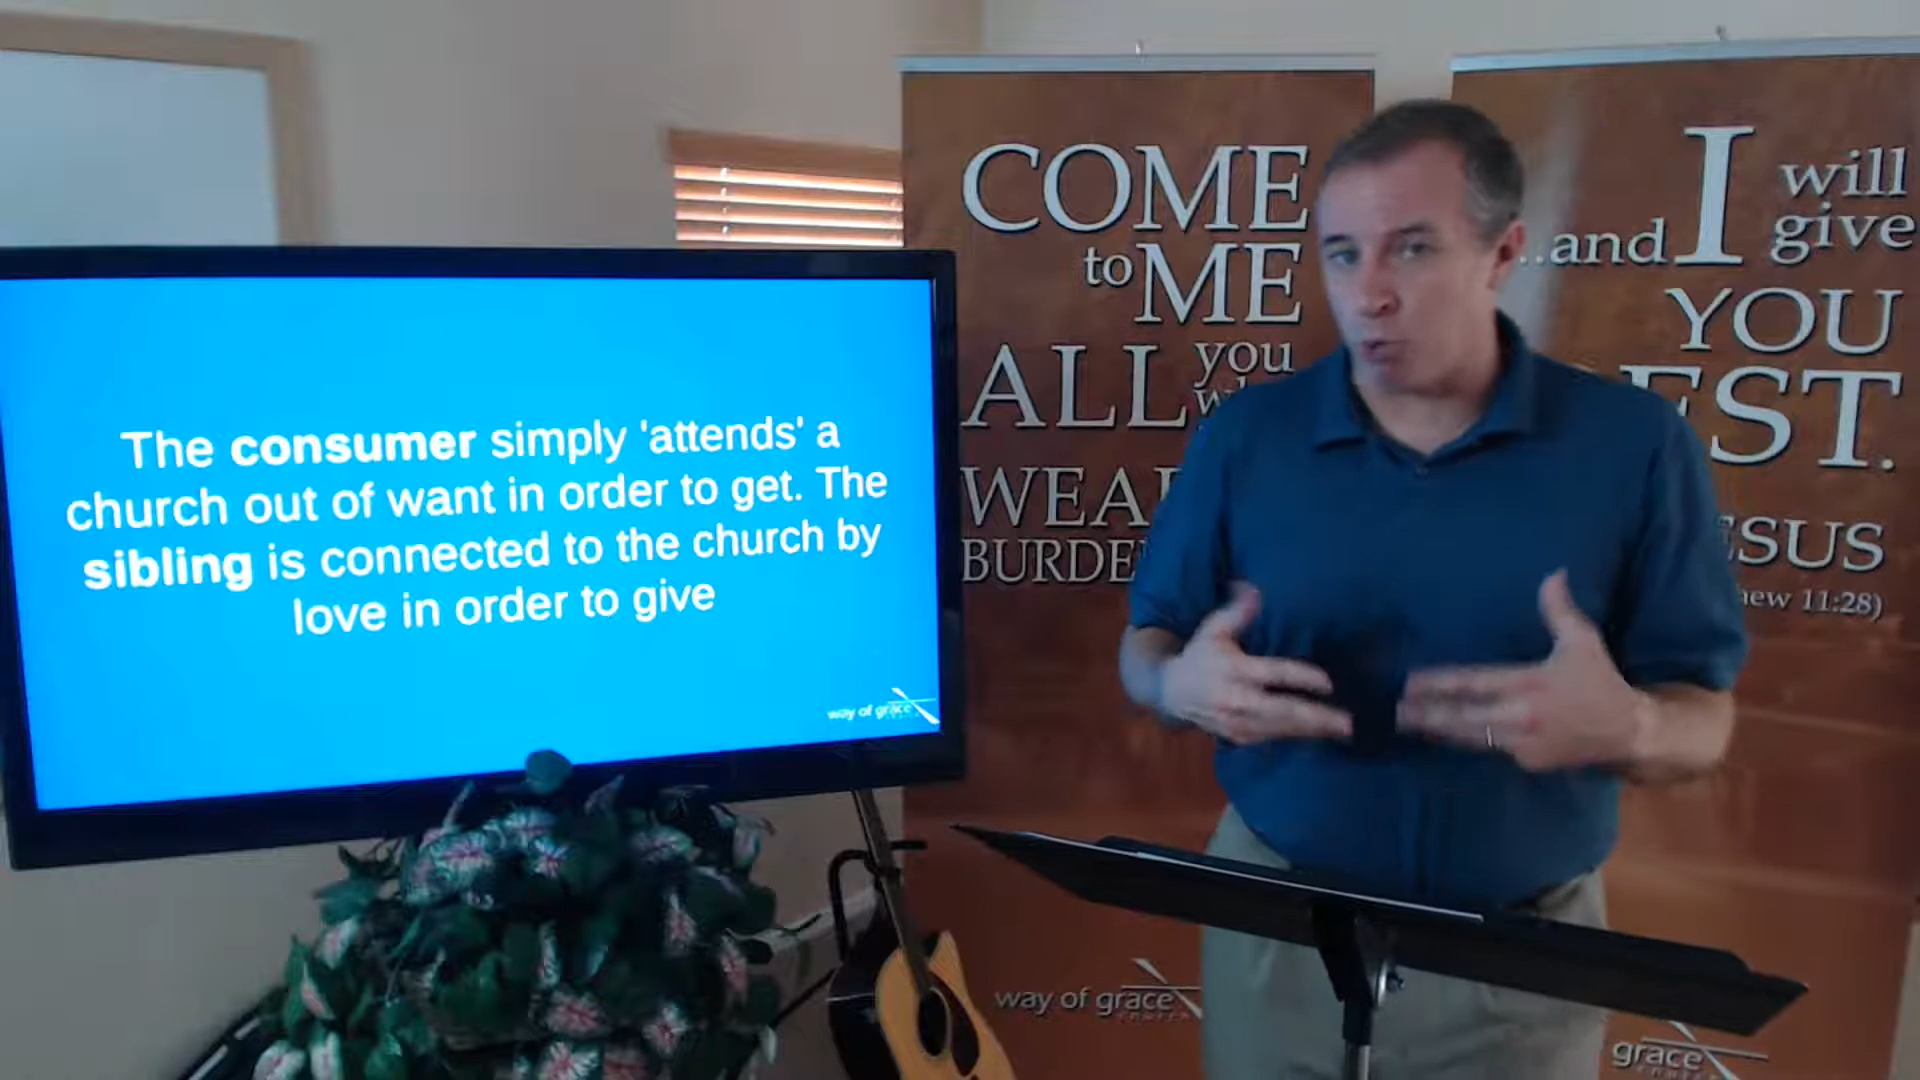 The consumer simply 'attends' a
church out of want in order to get. The
sibling is connected to the church by
love in order to give
way of grace
COME
to ME
ALL you
WEA
BURDE
way of grace
CHURCH
...and I will give
YOU
EST.
ESUS
hew 11:28)
grace